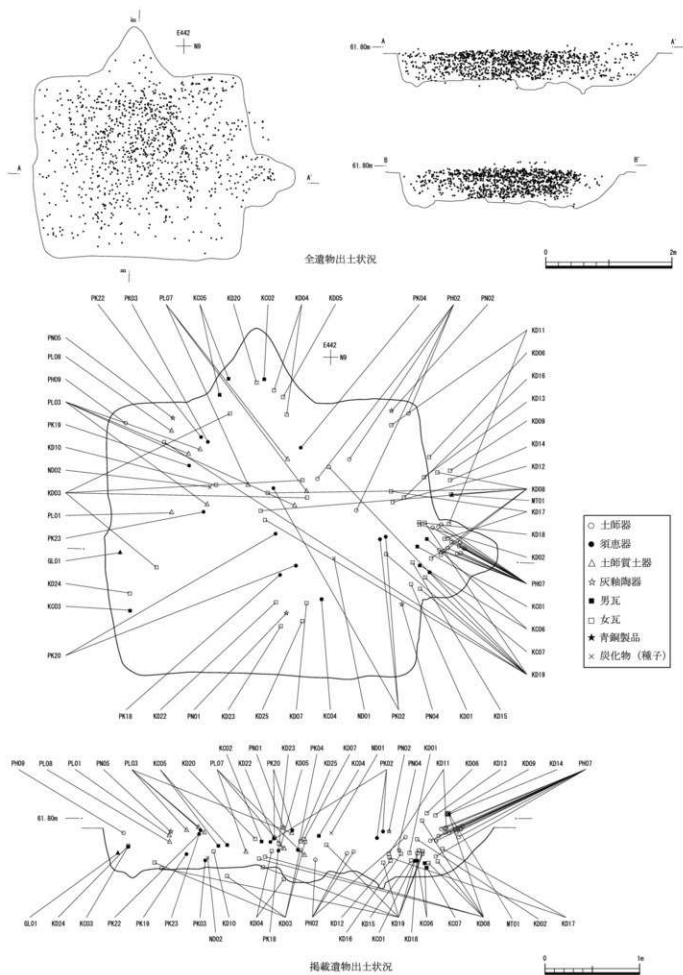 E442
N9
A
A'
全遺物出土状況
61.80m
A
A'
61.80m
B
B'
0
2m
PK22
PK03
PL07
KC05
KD20
KC02
KD04
KD05
PK04
PH02
PN02
E442
N9
PN05
PL08
PH09
PL03
PK19
KD10
ND02
KD03
PL01
PK23
GL01
KD24
KC03
PK20
KD11
KD06
KD16
KD13
KD09
KD14
KD12
KD08
MT01
KD17
KD18
KD02
PH07
KC01
KC06
KC07
KD19
PK18
KD22
PN01
KD23
KD25
KD07
KC04
ND01
PK02
PN04
KD01
KD15
○ 土師器
● 須恵器
△ 土師質土器
☆ 灰釉陶器
■ 男瓦
□ 女瓦
★ 青銅製品
× 炭化物（種子）
KC02 PN01 KD23 PK04 KD07 ND01 PN02 KD01
PH09 PL08 PL01 PN05 PL03 KC05 KD20 PL07 KD22 PK20 KD05 KD25 KC04 PK02 PN04 KD11 KD06 KD13 KD09 KD14 PH07
61.80m
GL01 KD24 KC03 PK22 PK19 PK23 PK03 KD10 KD04 KD03 PH02 KD12 KD15 KD19 KC06 KC07 KD08 MT01 KD02 KD17
ND02 PK18 KD16 KC01 KD18
掲載遺物出土状況
0
1m